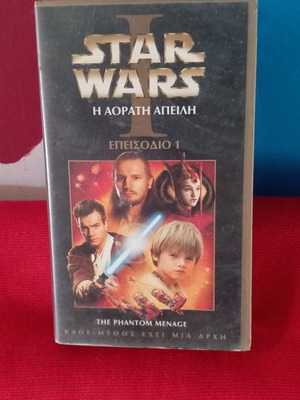 STAR
WARS
I
Η ΑΟΡΑΤΗ ΑΠΕΙΛΗ
ΕΠΕΙΣΟΔΙΟ 1
THE PHANTOM MENACE
ΚΑΘΕ ΜΥΘΟΣ ΕΧΕΙ ΜΙΑ ΑΡΧΗ